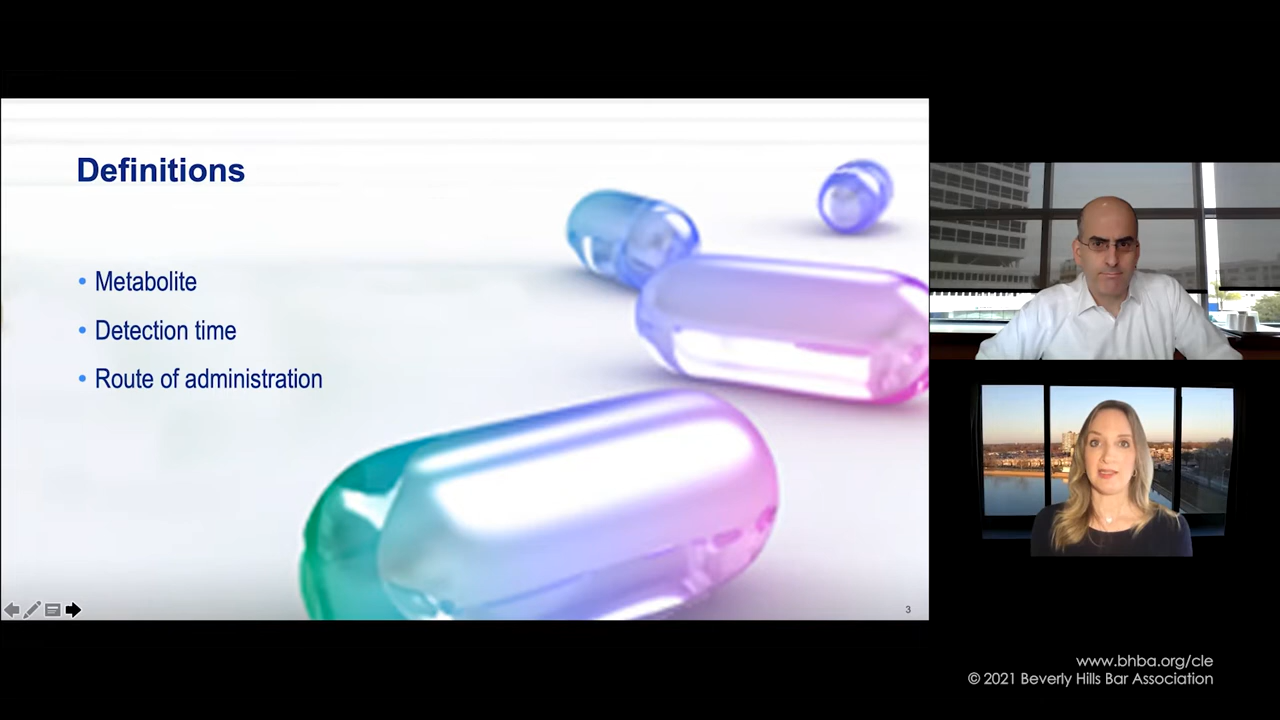 Definitions
• Metabolite
• Detection time
• Route of administration
3
www.bhba.org/cle
© 2021 Beverly Hills Bar Association